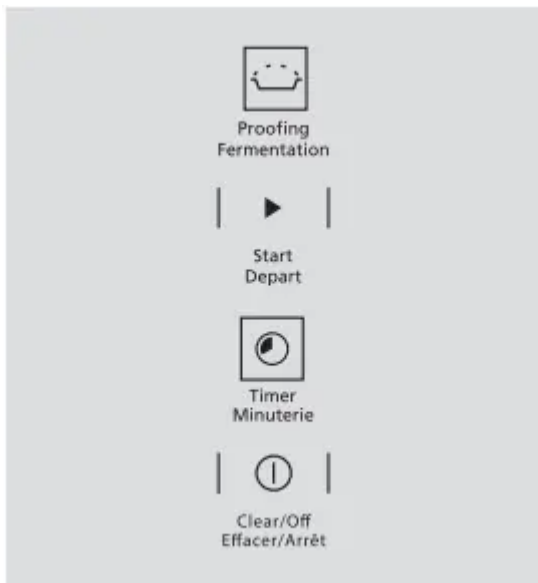 Proofing
Fermentation
Start
Depart
Timer
Minuterie
Clear/Off
Effacer/Arrêt